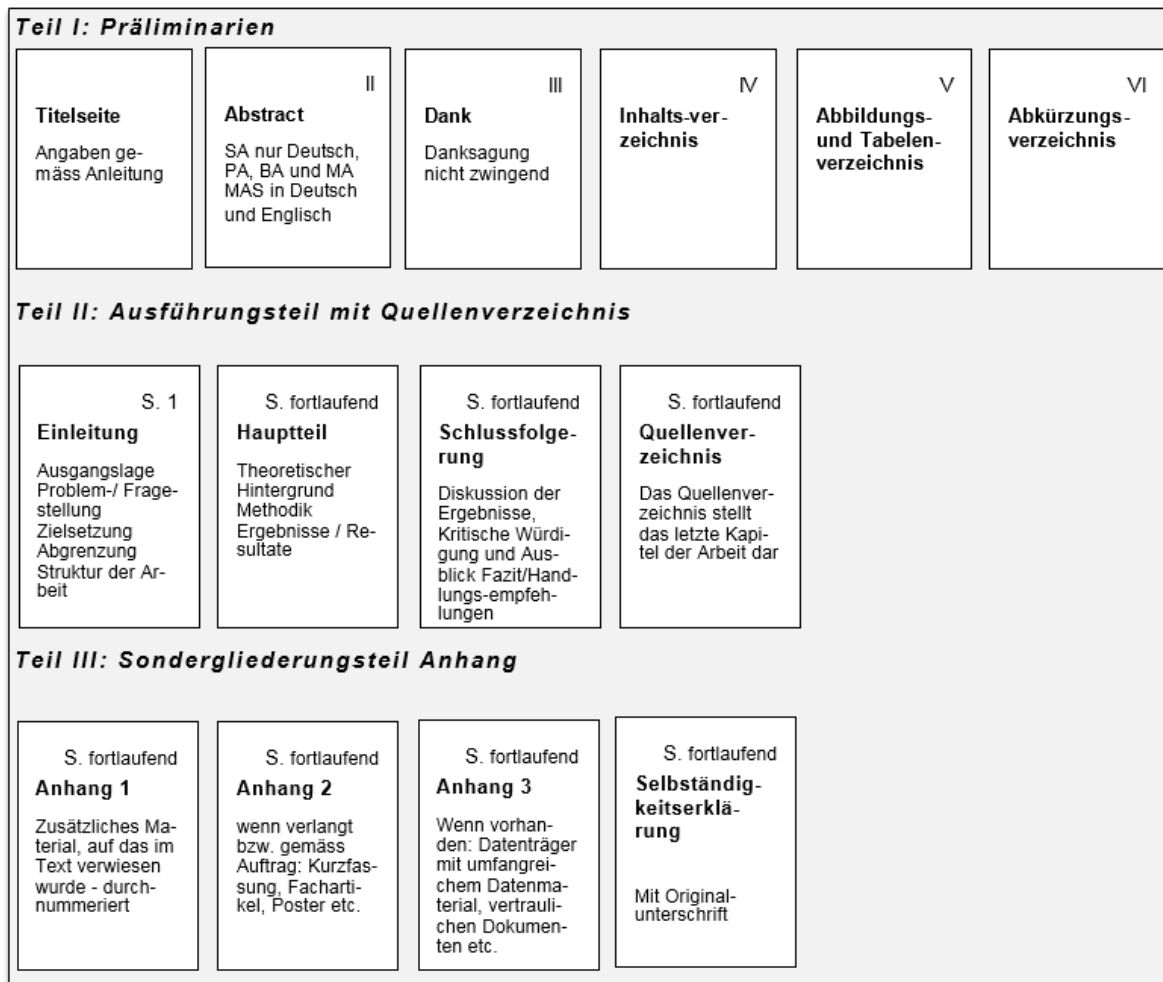 Teil I: Präliminarien
Titelseite
Angaben ge-
mäss Anleitung
II
Abstract
SA nur Deutsch,
PA, BA und MA
MAS in Deutsch
und Englisch
III
Dank
Danksagung
nicht zwingend
IV
Inhalts-ver-
zeichnis
V
Abbildungs-
und Tabelen-
verzeichnis
VI
Abkürzungs-
verzeichnis
Teil II: Ausführungsteil mit Quellenverzeichnis
S. 1
Einleitung
Ausgangslage
Problem-/ Frage-
stellung
Zielsetzung
Abgrenzung
Struktur der Ar-
beit
S. fortlaufend
Hauptteil
Theoretischer
Hintergrund
Methodik
Ergebnisse / Re-
sultate
S. fortlaufend
Schlussfolge-
rung
Diskussion der
Ergebnisse,
Kritische Würdi-
gung und Aus-
blick Fazit/Hand-
lungs-empfeh-
lungen
S. fortlaufend
Quellenver-
zeichnis
Das Quellenver-
zeichnis stellt
das letzte Kapi-
tel der Arbeit dar
Teil III: Sondergliederungsteil Anhang
S. fortlaufend
Anhang 1
Zusätzliches Ma-
terial, auf das im
Text verwiesen
wurde - durch-
nummeriert
S. fortlaufend
Anhang 2
wenn verlangt
bzw. gemäss
Auftrag: Kurzfas-
sung, Facharti-
kel, Poster etc.
S. fortlaufend
Anhang 3
Wenn vorhan-
den: Datenträger
mit umfangrei-
chem Datenma-
terial, vertrauli-
chen Dokumen-
ten etc.
S. fortlaufend
Selbständig-
keitserklä-
rung
Mit Original-
unterschrift